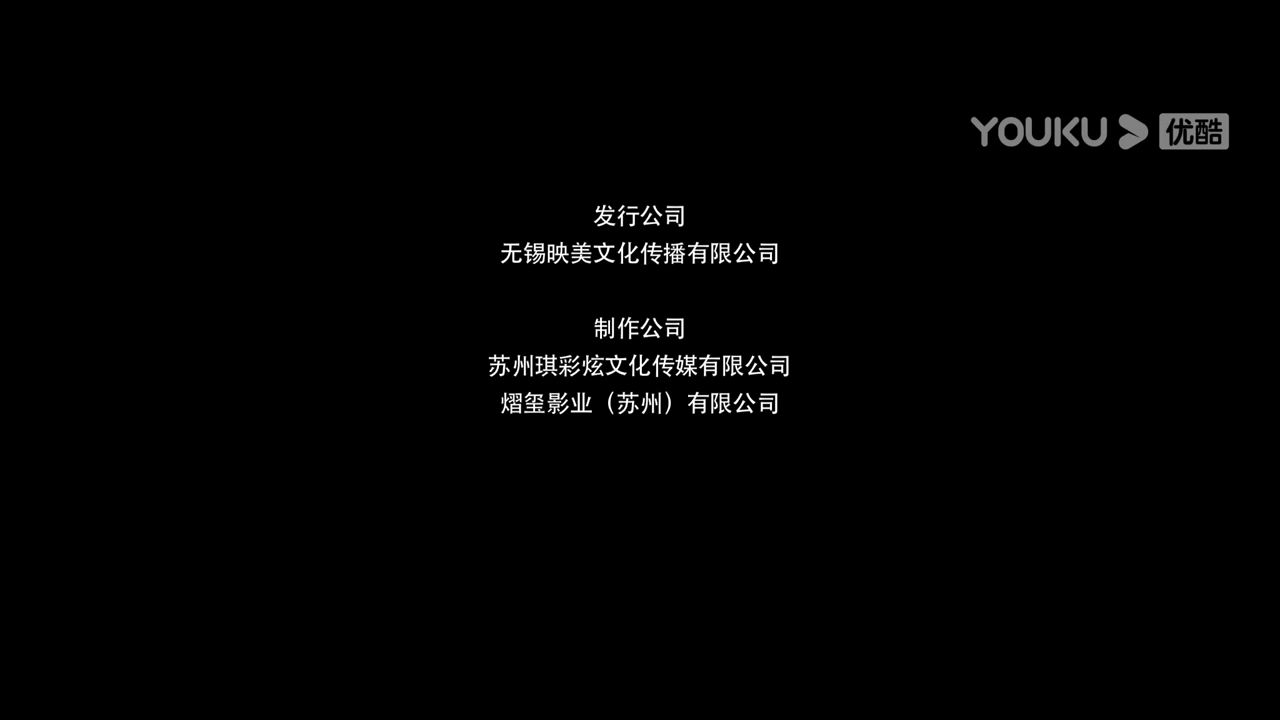 YOUKU 优酷
发行公司
无锡映美文化传播有限公司
制作公司
苏州琪彩炫文化传媒有限公司
熠玺影业（苏州）有限公司